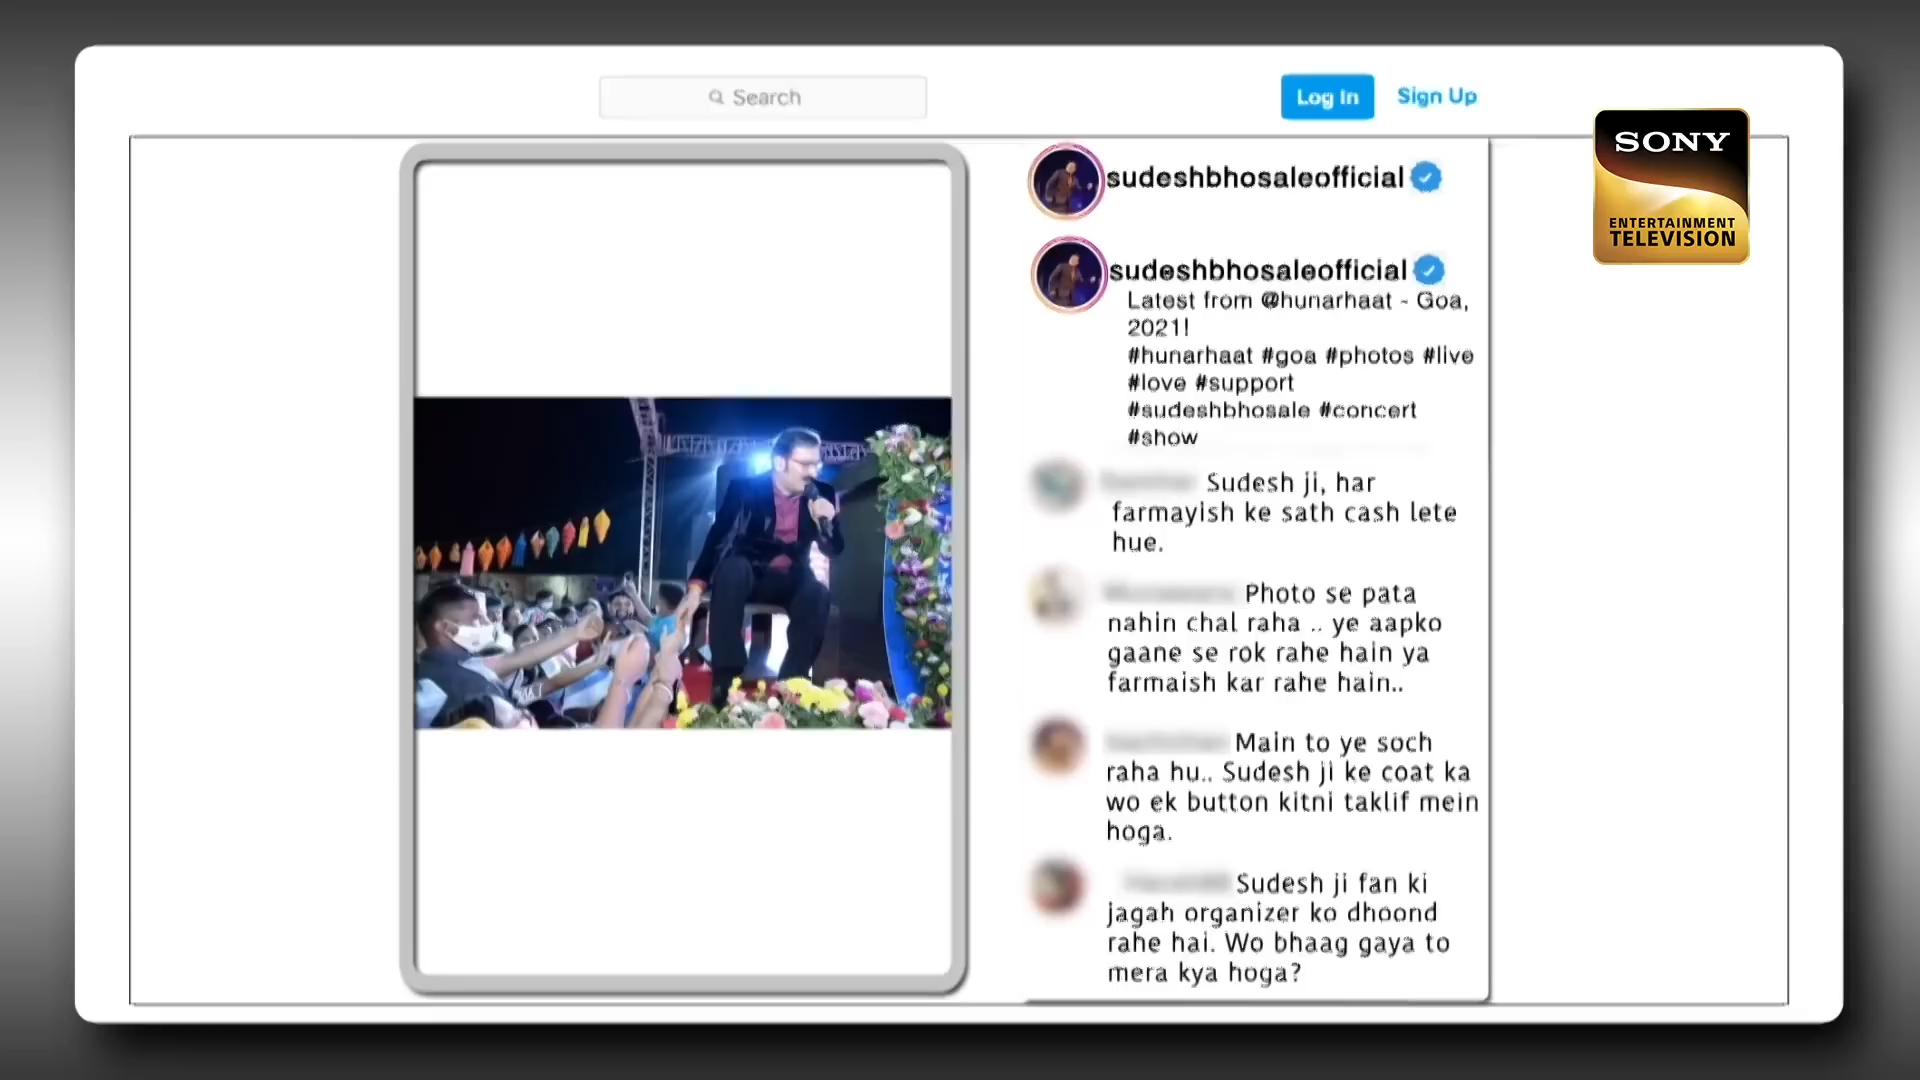 Search
Log In
Sign Up
SONY
ENTERTAINMENT
TELEVISION
sudeshbhosaleofficial
sudeshbhosaleofficial
Latest from @hunarhaat - Goa,
2021!
#hunarhaat #goa #photos #live
#love #support
#sudeshbhosale #concert
#show
Sudesh ji, har
farmayish ke sath cash lete
hue.
Photo se pata
nahin chal raha .. ye aapko
gaane se rok rahe hain ya
farmaish kar rahe hain..
Main to ye soch
raha hu.. Sudesh ji ke coat ka
wo ek button kitni taklif mein
hoga.
Sudesh ji fan ki
jagah organizer ko dhoond
rahe hai. Wo bhaag gaya to
mera kya hoga?